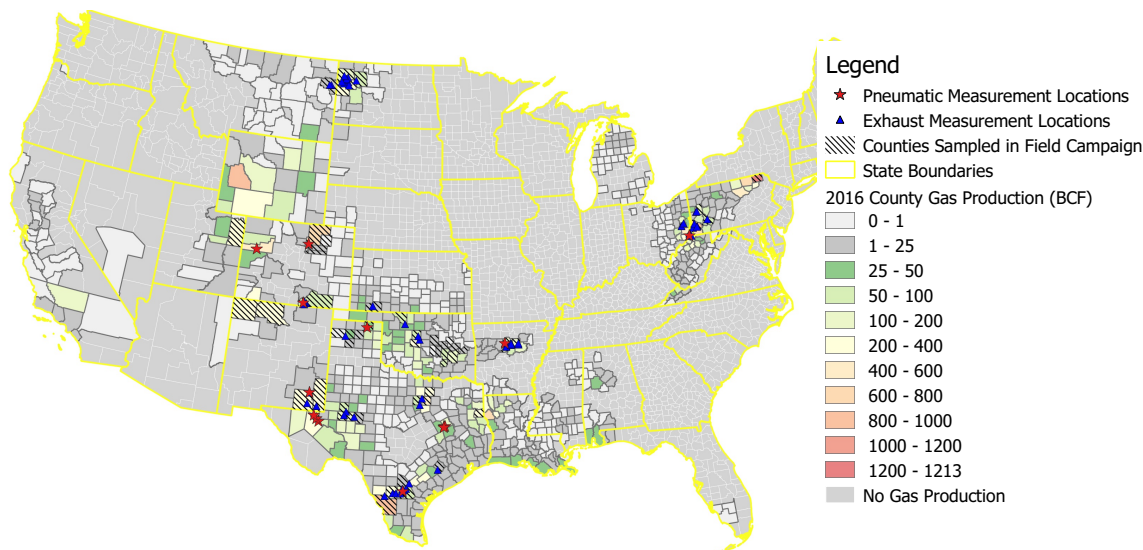 Legend
Pneumatic Measurement Locations
Exhaust Measurement Locations
Counties Sampled in Field Campaign
State Boundaries
2016 County Gas Production (BCF)
0 - 1
1 - 25
25 - 50
50 - 100
100 - 200
200 - 400
400 - 600
600 - 800
800 - 1000
1000 - 1200
1200 - 1213
No Gas Production